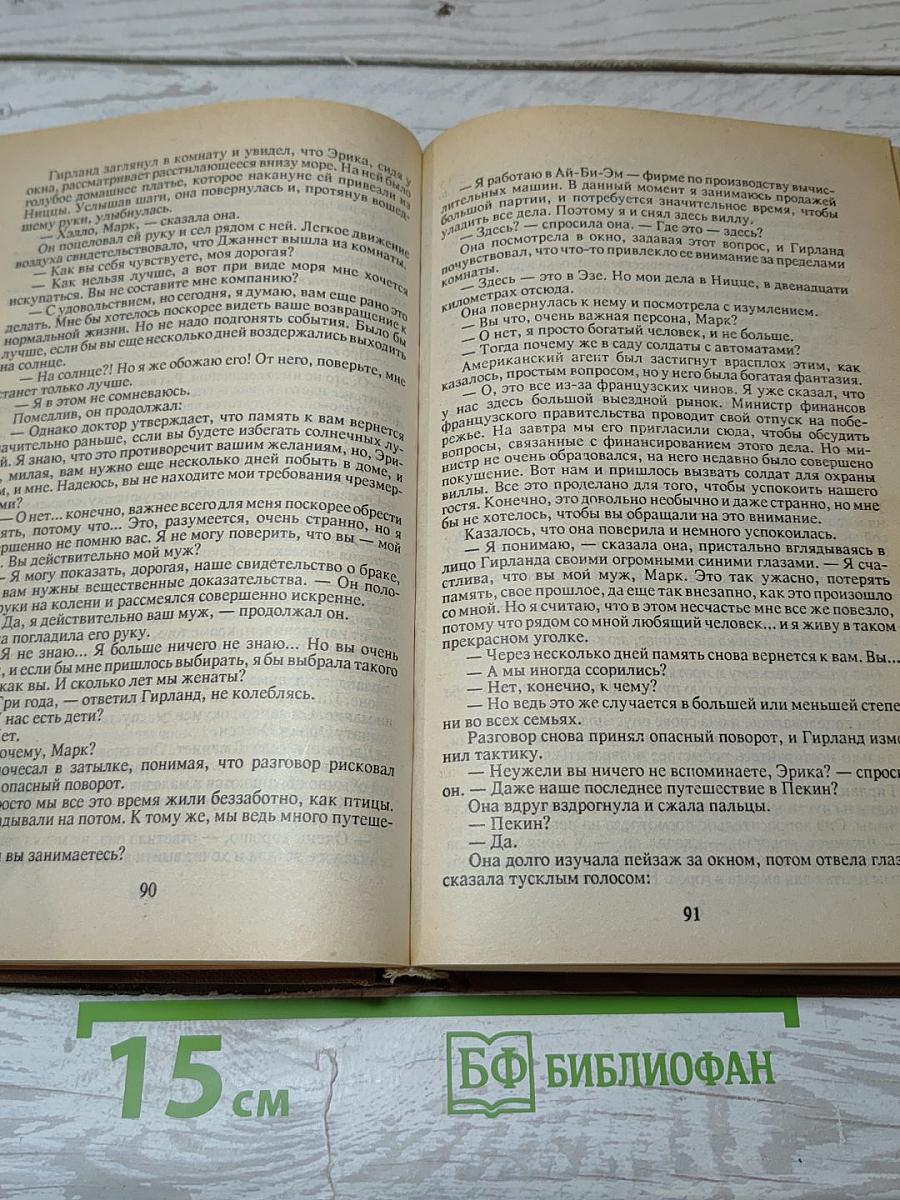 Гирланд заглянул в комнату и увидел, что Эрика, сидя у
окна, рассматривает расстилающееся внизу море. На ней было
голубое домашнее платье, которое накануне ей привезли из
Ниццы. Услышав шаги, она повернулась и, протянув вошед-
шему руки, улыбнулась.
— Халло, Марк, — сказала она.
Он поцеловал ей руку и сел рядом с ней. Легкое движение
воздуха свидетельствовало, что Джаннет вышла из комнаты.
— Как вы себя чувствуете, моя дорогая?
— Как нельзя лучше, а вот при виде моря мне хочется
искупаться. Вы не составите мне компанию?
— С удовольствием, но сегодня, я думаю, вам еще рано это
делать. Мне бы хотелось поскорее видеть ваше возвращение к
нормальной жизни. Но не надо подгонять события. Было бы
лучше, если бы вы еще несколько дней воздержались выходить
на солнце.
— На солнце?! Но я же обожаю его! От него, поверьте, мне
станет только лучше.
— Я в этом не сомневаюсь.
Помедлив, он продолжал:
— Однако доктор утверждает, что память к вам вернется
значительно раньше, если вы будете избегать солнечных лу-
й. Я знаю, что это противоречит вашим желаниям, но, Эри-
, милая, вам нужно еще несколько дней побыть в доме, и
м, и мне. Надеюсь, вы не находите мои требования чрезмер-
ми?
— О нет... конечно, важнее всего для меня поскорее обрести
ять, потому что... Это, разумеется, очень странно, но я
ершенно не помню вас. Я не могу поверить, что вы — мой
. Вы действительно мой муж?
— Я могу показать, дорогая, наше свидетельство о браке,
вам нужны вещественные доказательства. — Он поло-
руки на колени и рассмеялся совершенно искренне.
Да, я действительно ваш муж, — продолжал он.
а погладила его руку.
Я не знаю... Я больше ничего не знаю... Но вы очень
, и если бы мне пришлось выбирать, я бы выбрала такого
как вы. И сколько лет мы женаты?
Три года, — ответил Гирланд, не колеблясь.
У нас есть дети?
Нет.
очему, Марк?
очесал в затылке, понимая, что разговор рисковал
опасный поворот.
росто мы все это время жили беззаботно, как птицы.
адывали на потом. К тому же, мы ведь много путеше-
м вы занимаетесь?
90
— Я работаю в Ай-Би-Эм — фирме по производству вычис-
лительных машин. В данный момент я занимаюсь продажей
большой партии, и потребуется значительное время, чтобы
уладить все дела. Поэтому я и снял здесь виллу.
— Здесь? — спросила она. — Где это — здесь?
Она посмотрела в окно, задавая этот вопрос, и Гирланд
почувствовал, что что-то привлекло ее внимание за пределами
комнаты.
— Здесь — это в Эзе. Но мои дела в Ницце, в двенадцати
километрах отсюда.
Она повернулась к нему и посмотрела с изумлением.
— Вы что, очень важная персона, Марк?
— О нет, я просто богатый человек, и не больше.
— Тогда почему же в саду солдаты с автоматами?
Американский агент был застигнут врасплох этим, как
казалось, простым вопросом, но у него была богатая фантазия.
— О, это все из-за французских чинов. Я уже сказал, что
у нас здесь большой выездной рынок. Министр финансов
французского правительства проводит свой отпуск на побе-
режье. На завтра мы его пригласили сюда, чтобы обсудить
вопросы, связанные с финансированием этого дела. Но ми-
нистр не очень обрадовался, на него недавно было совершено
покушение. Вот нам и пришлось вызвать солдат для охраны
виллы. Все это проделано для того, чтобы успокоить нашего
гостя. Конечно, это довольно необычно и даже странно, но мне
бы не хотелось, чтобы вы обращали на это внимание.
Казалось, что она поверила и немного успокоилась.
— Я понимаю, — сказала она, пристально вглядываясь в
лицо Гирланда своими огромными синими глазами. — Я сча-
стлива, что вы мой муж, Марк. Это так ужасно, потерять
память, свое прошлое, да еще так внезапно, как это произошло
со мной. Но я считаю, что в этом несчастье мне все же повезло,
потому что рядом со мной любящий человек... и я живу в таком
прекрасном уголке.
— Через несколько дней память снова вернется к вам. Вы...
— А мы иногда ссорились?
— Нет, конечно, к чему?
— Но ведь это же случается в большей или меньшей степе
ни во всех семьях.
Разговор снова принял опасный поворот, и Гирланд изме
нил тактику.
— Неужели вы ничего не вспоминаете, Эрика? — спроси
он. — Даже наше последнее путешествие в Пекин?
Она вдруг вздрогнула и сжала пальцы.
— Пекин?
— Да.
Она долго изучала пейзаж за окном, потом отвела глаз
сказала тусклым голосом:
91
15 см
БФ БИБЛИОФАН